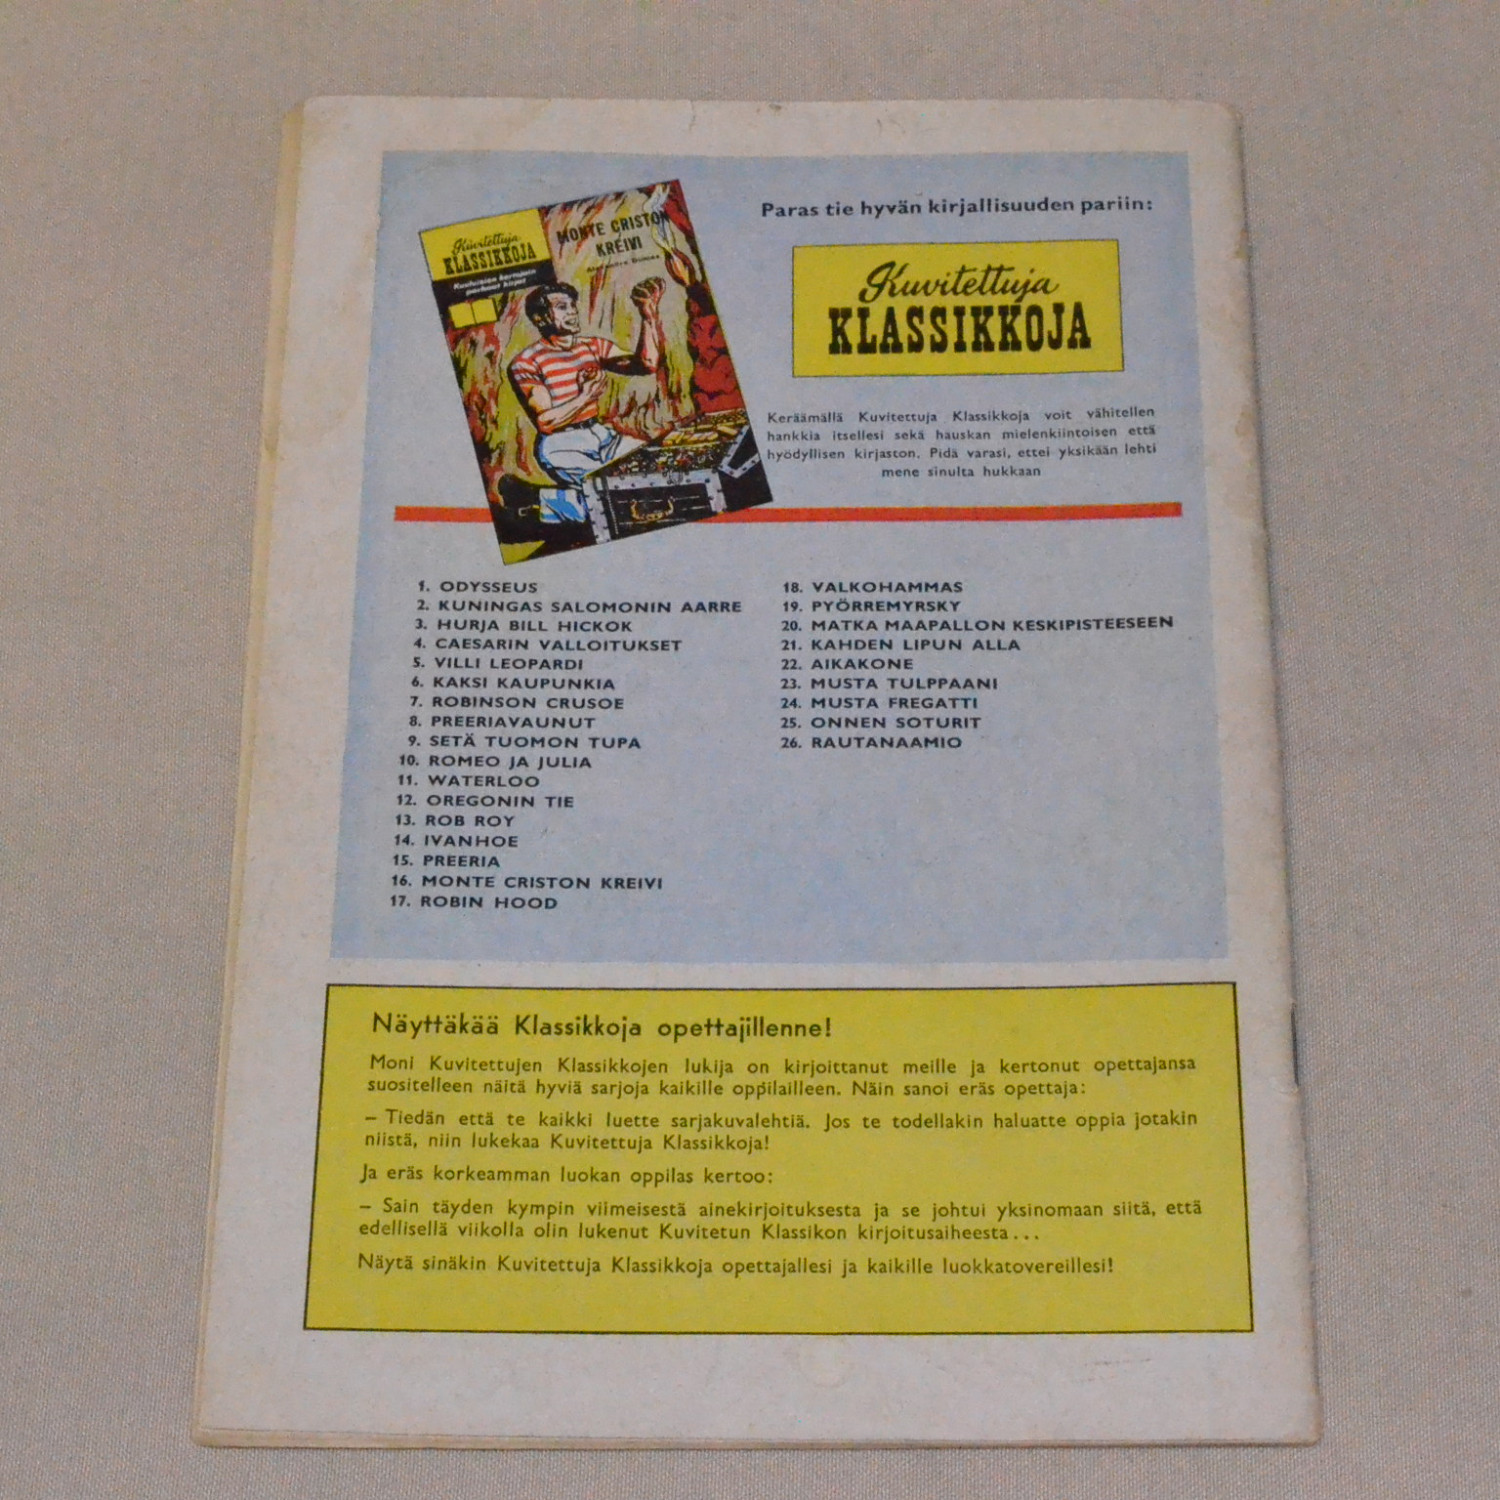 Kuvitettuja
KLASSIKKOJA
Kuuluisien kertojain
parhaat kirjat
MONTE CRISTON
KREIVI
Alexandre Dumas
Paras tie hyvän kirjallisuuden pariin:
Kuvitettuja
KLASSIKKOJA
Keräämällä Kuvitettuja Klassikkoja voit vähitellen
hankkia itsellesi sekä hauskan mielenkiintoisen että
hyödyllisen kirjaston. Pidä varasi, ettei yksikään lehti
mene sinulta hukkaan
1. ODYSSEUS
2. KUNINGAS SALOMONIN AARRE
3. HURJA BILL HICKOK
4. CAESARIN VALLOITUKSET
5. VILLI LEOPARDI
6. KAKSI KAUPUNKIA
7. ROBINSON CRUSOE
8. PREERIAVAUNUT
9. SETÄ TUOMON TUPA
10. ROMEO JA JULIA
11. WATERLOO
12. OREGONIN TIE
13. ROB ROY
14. IVANHOE
15. PREERIA
16. MONTE CRISTON KREIVI
17. ROBIN HOOD
18. VALKOHAMMAS
19. PYÖRREMYRSKY
20. MATKA MAAPALLON KESKIPISTEESEEN
21. KAHDEN LIPUN ALLA
22. AIKAKONE
23. MUSTA TULPPAANI
24. MUSTA FREGATTI
25. ONNEN SOTURIT
26. RAUTANAAMIO
Näyttäkää Klassikkoja opettajillenne!
Moni Kuvitettujen Klassikkojen lukija on kirjoittanut meille ja kertonut opettajansa
suositelleen näitä hyviä sarjoja kaikille oppilailleen. Näin sanoi eräs opettaja:
– Tiedän että te kaikki luette sarjakuvalehtiä. Jos te todellakin haluatte oppia jotakin
niistä, niin lukekaa Kuvitettuja Klassikkoja!
Ja eräs korkeamman luokan oppilas kertoo:
– Sain täyden kympin viimeisestä ainekirjoituksesta ja se johtui yksinomaan siitä, että
edellisellä viikolla olin lukenut Kuvitetun Klassikon kirjoitusaiheesta...
Näytä sinäkin Kuvitettuja Klassikkoja opettajallesi ja kaikille luokkatovereillesi!